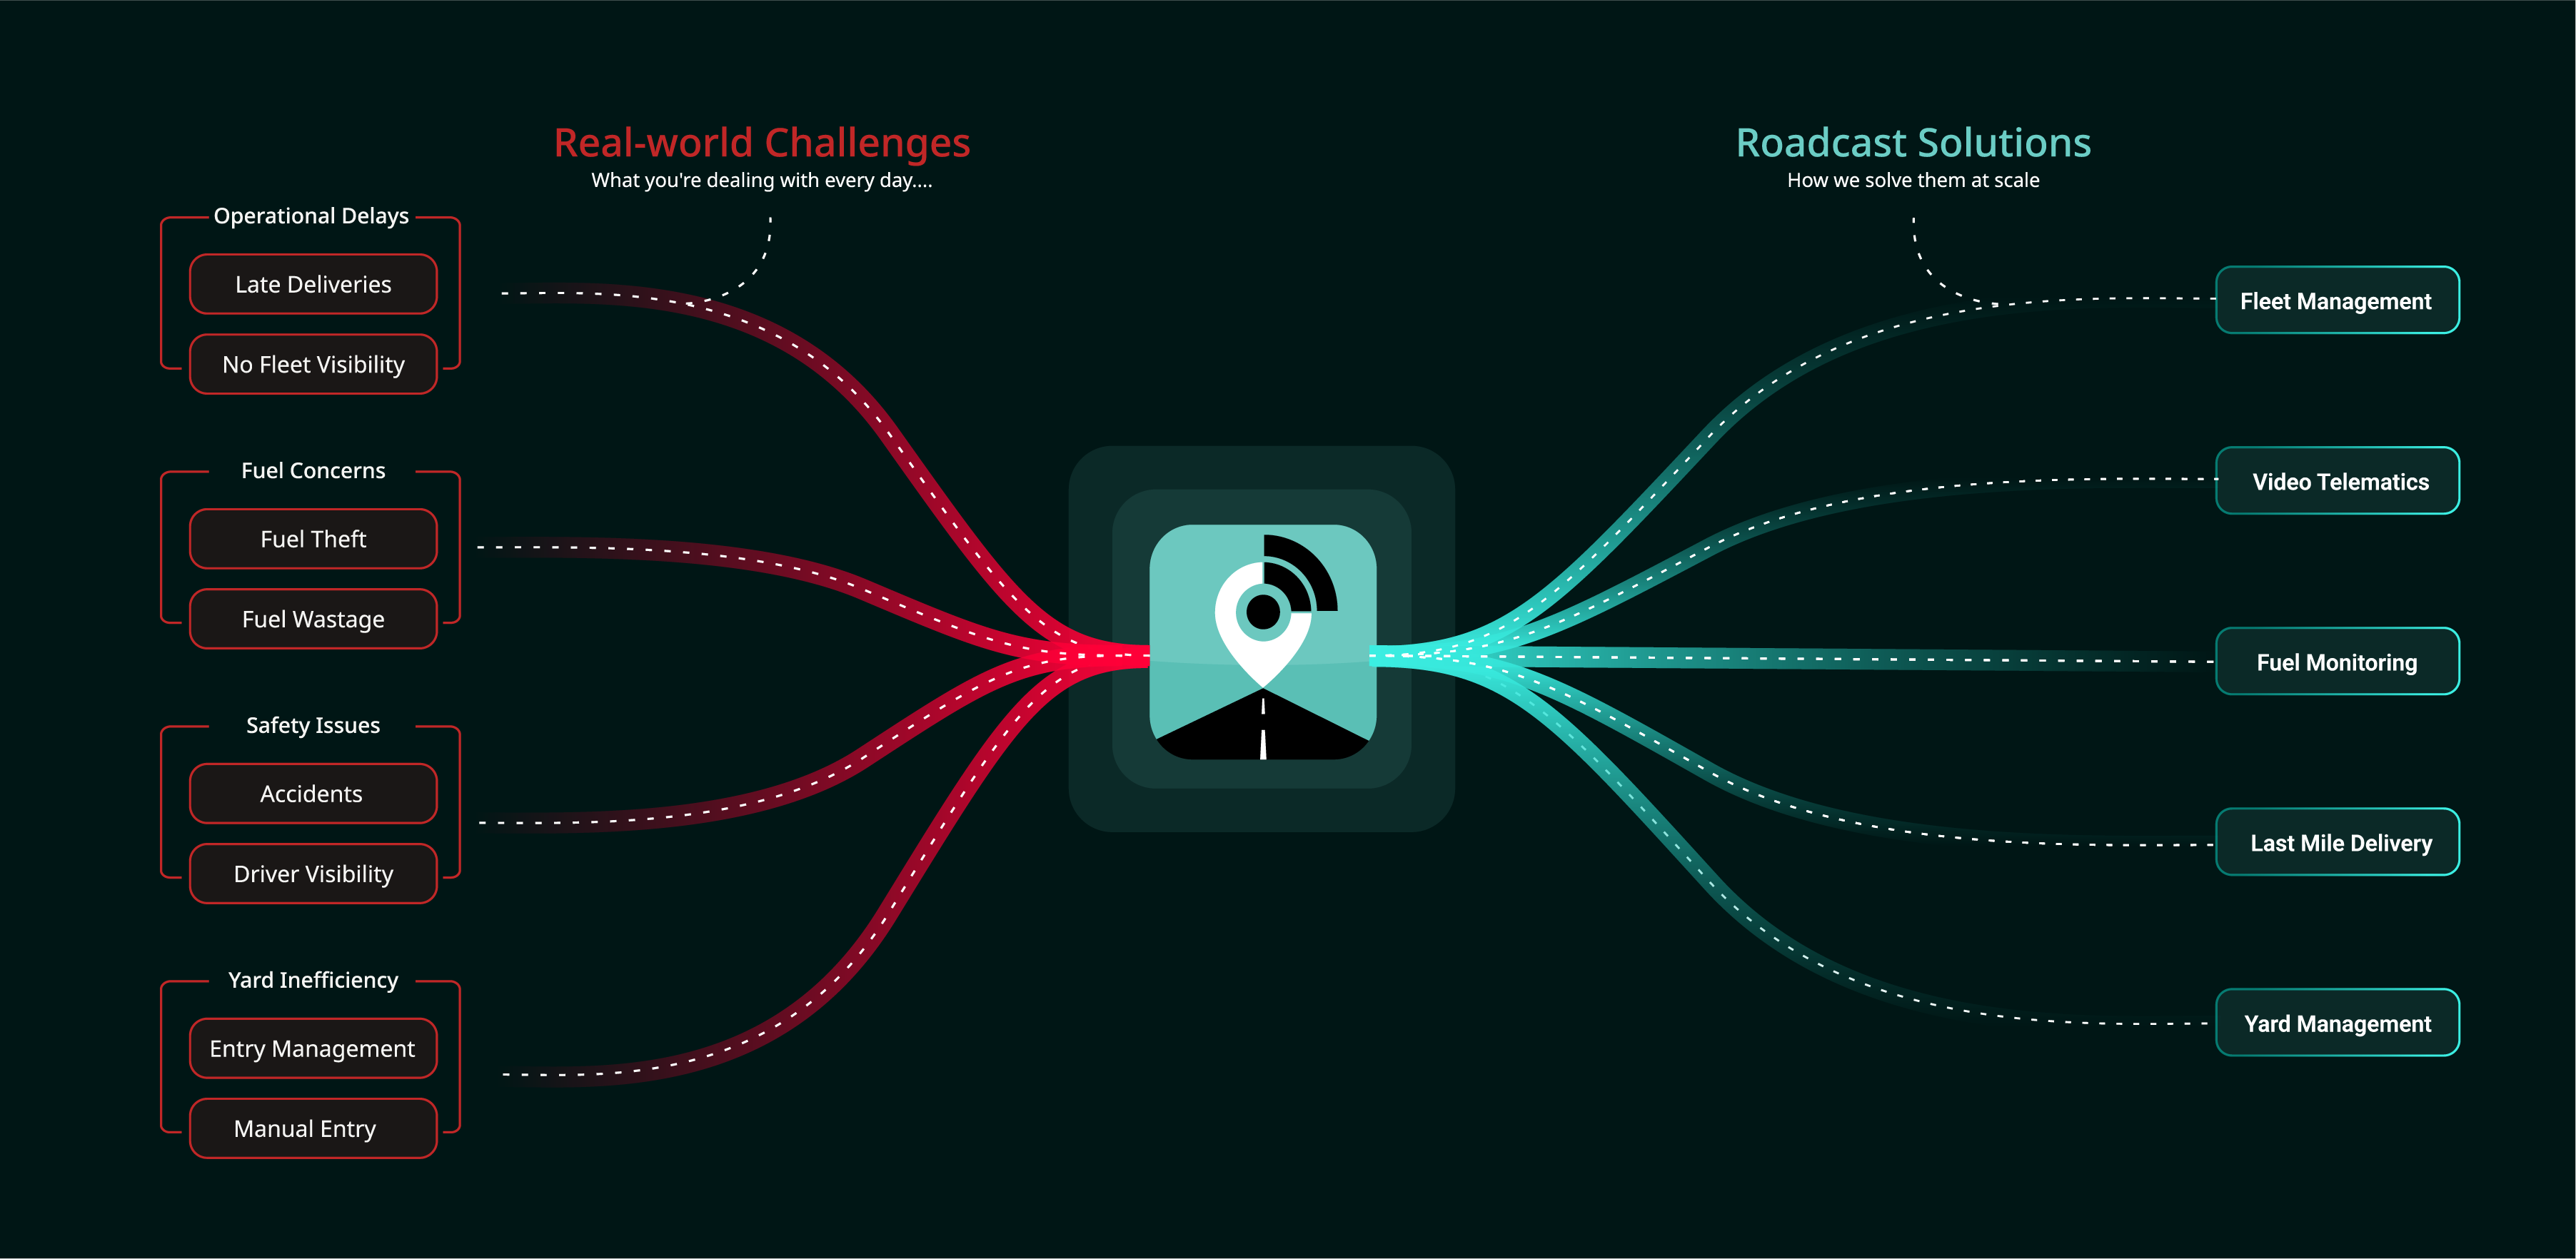 Real-world Challenges
What you're dealing with every day....
Operational Delays
Late Deliveries
No Fleet Visibility
Fuel Concerns
Fuel Theft
Fuel Wastage
Safety Issues
Accidents
Driver Visibility
Yard Inefficiency
Entry Management
Manual Entry
Roadcast Solutions
How we solve them at scale
Fleet Management
Video Telematics
Fuel Monitoring
Last Mile Delivery
Yard Management